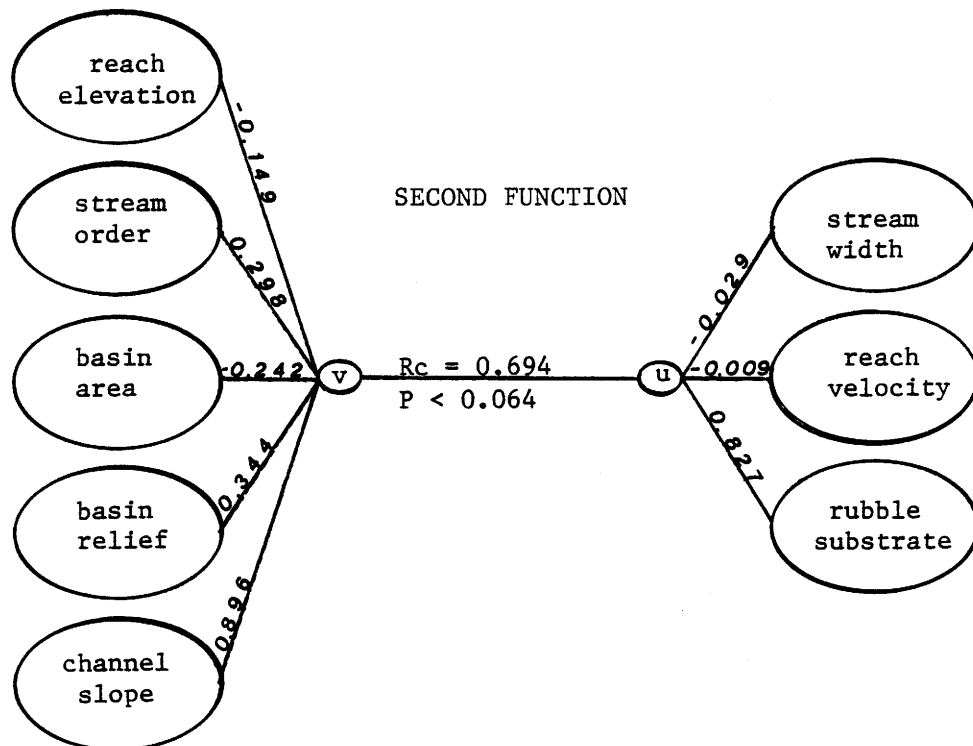 reach
elevation
-0.149
stream
order
0.298
SECOND FUNCTION
basin
area
-0.242
v
Rc = 0.694
P < 0.064
u
basin
relief
0.344
channel
slope
0.896
stream
width
-0.029
reach
velocity
-0.009
rubble
substrate
0.827